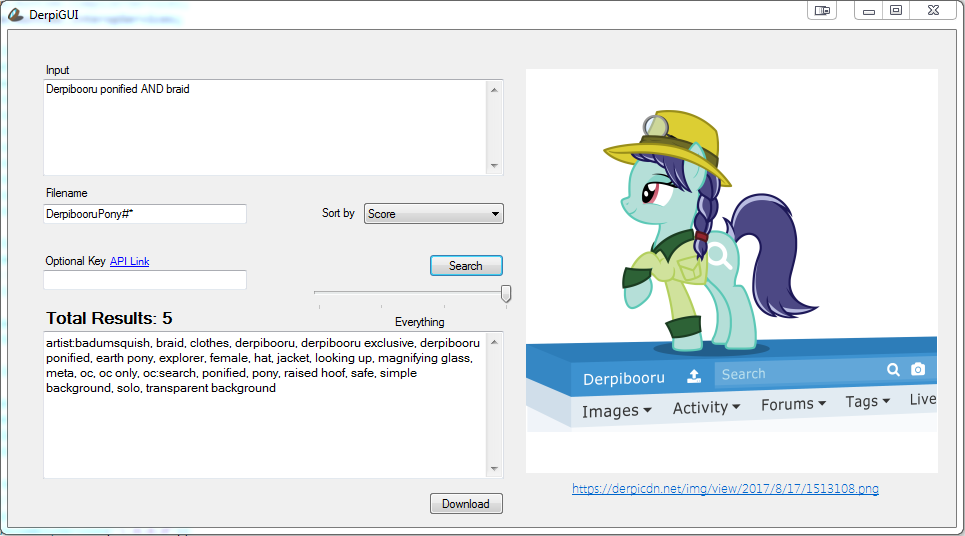 DerpiGUI
Input
Derpibooru ponified AND braid
Filename
DerpibooruPony#*
Sort by
Score
Optional Key API Link
Search
Total Results: 5
Everything
artist:badumsquish, braid, clothes, derpibooru, derpibooru exclusive, derpibooru
ponified, earth pony, explorer, female, hat, jacket, looking up, magnifying glass,
meta, oc, oc only, oc:search, ponified, pony, raised hoof, safe, simple
background, solo, transparent background
Download
Derpibooru
Search
Images
Activity
Forums
Tags
Live
https://derpicdn.net/img/view/2017/8/17/1513108.png